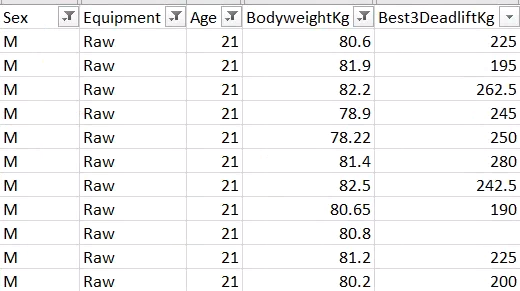 Sex Equipment Age BodyweightKg Best3DeadliftKg
M Raw 21 80.6 225
M Raw 21 81.9 195
M Raw 21 82.2 262.5
M Raw 21 78.9 245
M Raw 21 78.22 250
M Raw 21 81.4 280
M Raw 21 82.5 242.5
M Raw 21 80.65 190
M Raw 21 80.8
M Raw 21 81.2 225
M Raw 21 80.2 200